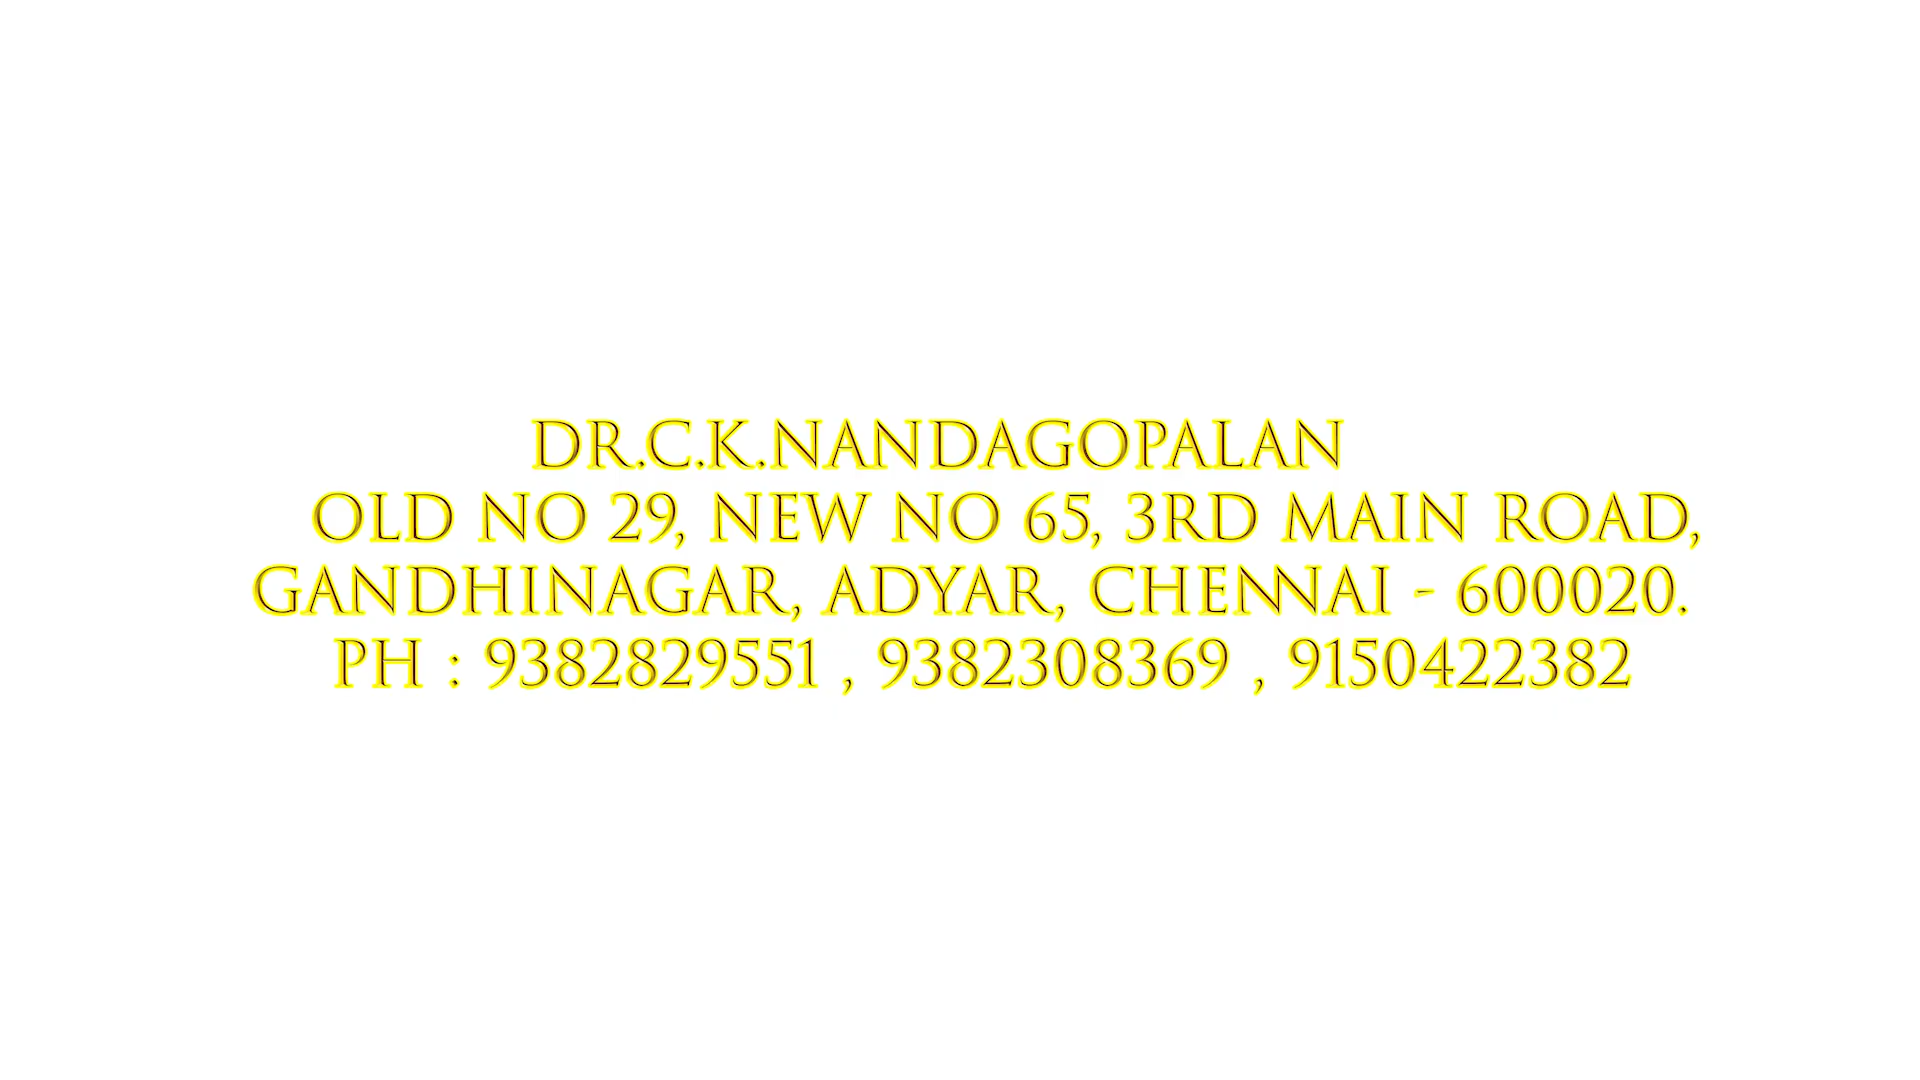 DR.C.K.NANDAGOPALAN
OLD NO 29, NEW NO 65, 3RD MAIN ROAD,
GANDHINAGAR, ADYAR, CHENNAI - 600020.
PH : 9382829551 , 9382308369 , 9150422382